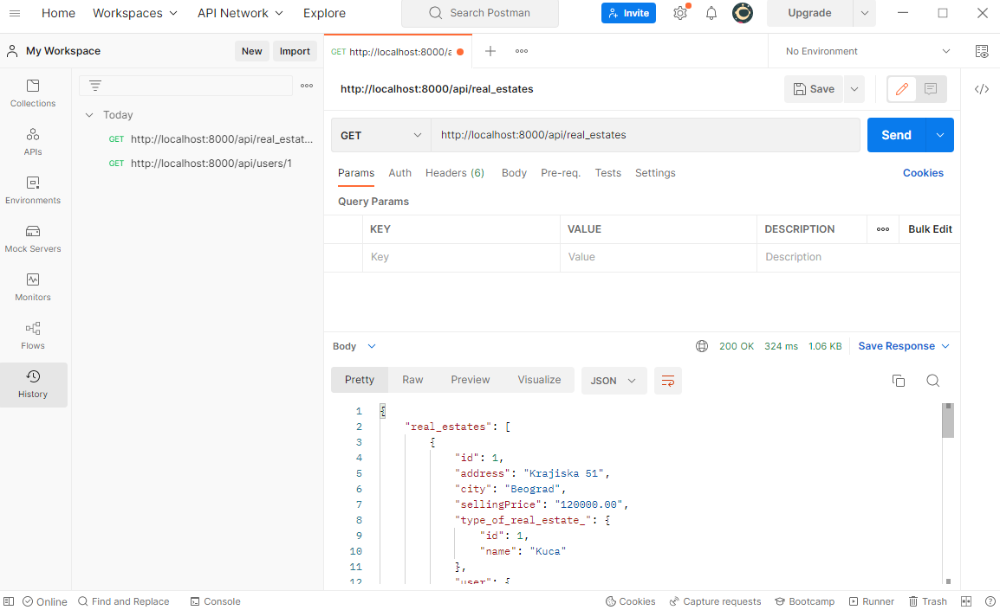 Home Workspaces API Network Explore Search Postman Invite Upgrade
My Workspace New Import GET http://localhost:8000/a No Environment
Collections
APIs
Environments
Mock Servers
Monitors
Flows
History
Today
GET http://localhost:8000/api/real_estat...
GET http://localhost:8000/api/users/1
http://localhost:8000/api/real_estates Save
GET http://localhost:8000/api/real_estates Send
Params Auth Headers (6) Body Pre-req. Tests Settings Cookies
Query Params
KEY VALUE DESCRIPTION Bulk Edit
Key Value Description
Body 200 OK 324 ms 1.06 KB Save Response
Pretty Raw Preview Visualize JSON
1 {
2 "real_estates": [
3 {
4 "id": 1,
5 "address": "Krajiska 51",
6 "city": "Beograd",
7 "sellingPrice": "120000.00",
8 "type_of_real_estate_": {
9 "id": 1,
10 "name": "Kuca"
11 },
12 "user": {
Online Find and Replace Console Cookies Capture requests Bootcamp Runner Trash